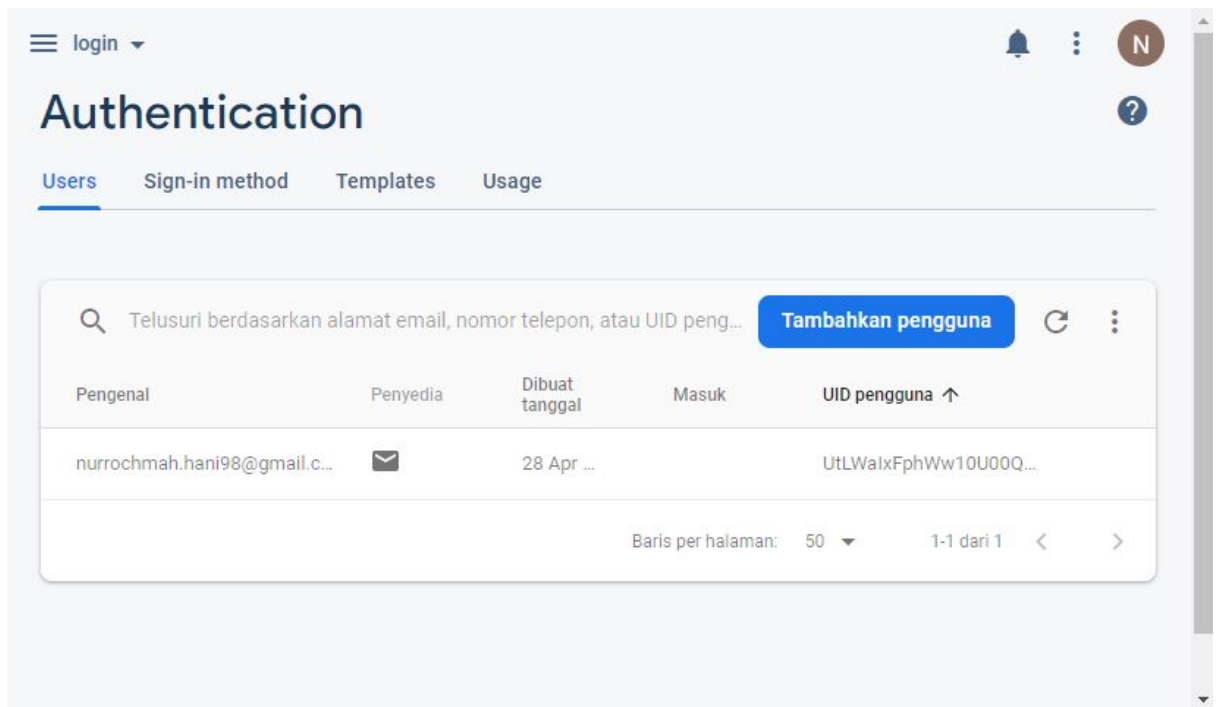 login
N
Authentication
Users Sign-in method Templates Usage
Telusuri berdasarkan alamat email, nomor telepon, atau UID peng... Tambahkan pengguna
Pengenal Penyedia Dibuat tanggal Masuk UID pengguna
nurrochmah.hani98@gmail.c... 28 Apr ... UtLWaIxFphWw10U00Q...
Baris per halaman: 50 1-1 dari 1